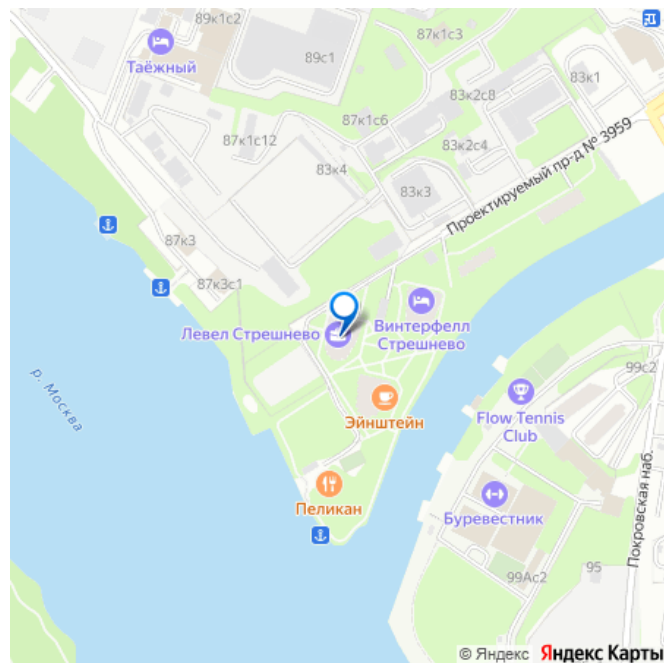 89к1с2
Таёжный
89с1
87к1с3
83к1
83к2с8
87к1с6
87к1с12
83к2с4
83к4
83к3
Проектируемый пр-д № 3959
87к3
87к3с1
Левел Стрешнево
Винтерфелл
Стрешнево
99с2
р. Москва
Эйнштейн
Flow Tennis
Club
Пеликан
Буревестник
Покровская наб.
99Ас2
95
© Яндекс Яндекс Карты